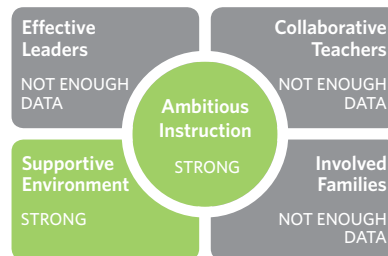 Effective
Leaders
NOT ENOUGH
DATA
Collaborative
Teachers
NOT ENOUGH
DATA
Ambitious
Instruction
STRONG
Supportive
Environment
STRONG
Involved
Families
NOT ENOUGH
DATA